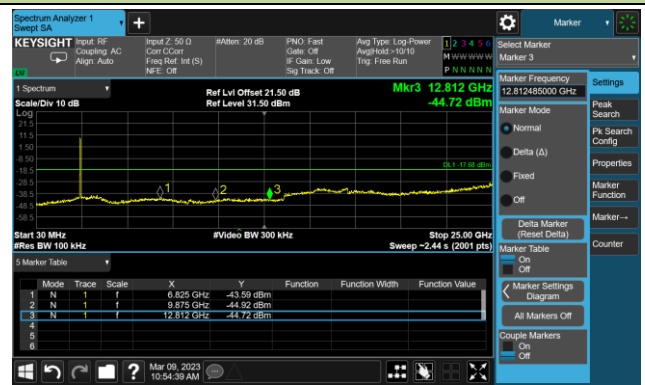 Spectrum Analyzer 1
Swept SA
Marker
KEYSIGHT
Input: RF
Coupling: AC
Align: Auto
Input Z: 50 Ω
Corr CCorr
Freq Ref: Int (S)
NFE: Off
#Atten: 20 dB
PNO: Fast
Gate: Off
IF Gain: Low
Sig Track: Off
Avg Type: Log-Power
Avg|Hold:>10/10
Trig: Free Run
1 2 3 4 5 6
M W W W W W
P N N N N N
LV
Select Marker
Marker 3
1 Spectrum
Scale/Div 10 dB
Log
Ref Lvl Offset 21.50 dB
Ref Level 31.50 dBm
Mkr3 12.812 GHz
-44.72 dBm
21.5
11.5
1.50
-8.50
-18.5
-28.5
-38.5
-48.5
-58.5
DL1 -17.58 dBm
1
2
3
Start 30 MHz
#Res BW 100 kHz
#Video BW 300 kHz
Stop 25.00 GHz
Sweep ~2.44 s (2001 pts)
5 Marker Table
Mode Trace Scale X Y Function Function Width Function Value
1 N 1 f 6.825 GHz -43.59 dBm
2 N 1 f 9.875 GHz -44.92 dBm
3 N 1 f 12.812 GHz -44.72 dBm
4
5
6
Marker Frequency
12.812485000 GHz
Marker Mode
Normal
Delta (Δ)
Fixed
Off
Delta Marker
(Reset Delta)
Marker Table
On
Off
Marker Settings
Diagram
All Markers Off
Couple Markers
On
Off
Settings
Peak
Search
Pk Search
Config
Properties
Marker
Function
Marker→
Counter
?
Mar 09, 2023
10:54:39 AM